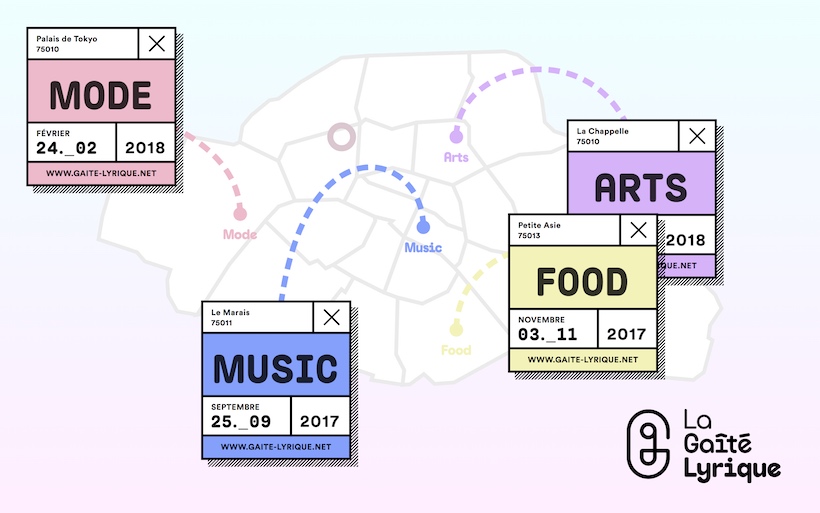 Palais de Tokyo
75010
MODE
FÉVRIER
24._02
2018
WWW.GAITE-LYRIQUE.NET
Mode
Arts
Music
Food
La Chappelle
75010
ARTS
2018
Petite Asie
75013
FOOD
NOVEMBRE
03._11
2017
WWW.GAITE-LYRIQUE.NET
Le Marais
75011
MUSIC
SEPTEMBRE
25._09
2017
WWW.GAITE-LYRIQUE.NET
La
Gaîté
Lyrique